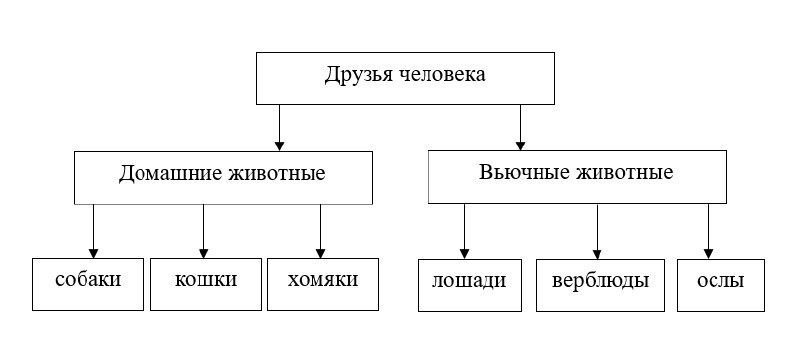 Друзья человека
Домашние животные
Вьючные животные
собаки
кошки
хомяки
лошади
верблюды
ослы